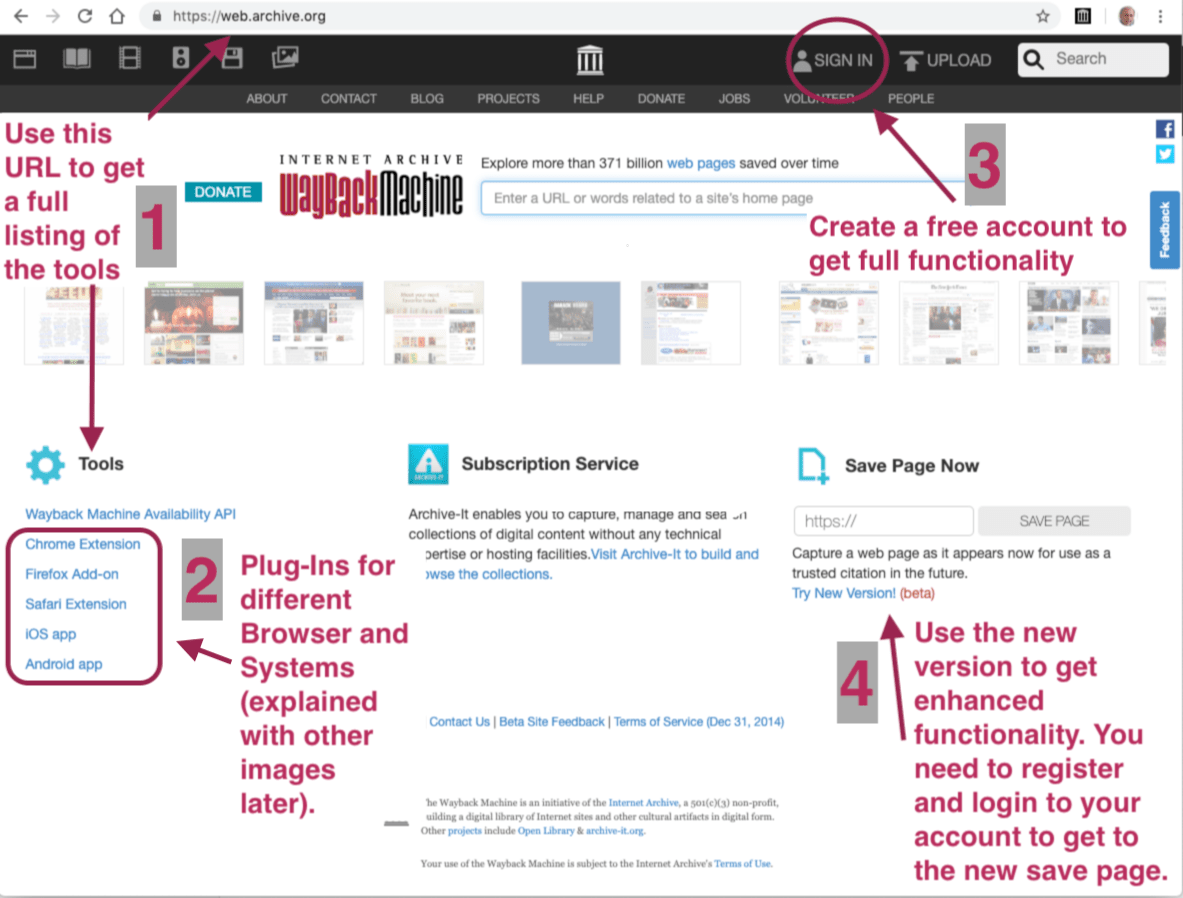 https://web.archive.org
SIGN IN
UPLOAD
Search
ABOUT
CONTACT
BLOG
PROJECTS
HELP
DONATE
JOBS
VOLUNTEER
PEOPLE
Use this
URL to get
a full
listing of
the tools
1
DONATE
INTERNET ARCHIVE
WayBackMachine
Explore more than 371 billion web pages saved over time
Enter a URL or words related to a site's home page
3
Create a free account to
get full functionality
Feedback
Tools
Wayback Machine Availability API
Chrome Extension
Firefox Add-on
Safari Extension
iOS app
Android app
2
Plug-Ins for
different
Browser and
Systems
(explained
with other
images
later).
Subscription Service
Archive-It enables you to capture, manage and
collections of digital content without any technical
or hosting facilities.Visit Archive-It to build and
the collections.
Save Page Now
https://
SAVE PAGE
Capture a web page as it appears now for use as a
trusted citation in the future.
Try New Version! (beta)
4
Use the new
version to get
enhanced
functionality. You
need to register
and login to your
account to get to
the new save page.
Contact Us | Beta Site Feedback | Terms of Service (Dec 31, 2014)
Wayback Machine is an initiative of the Internet Archive, a 501(c)(3) non-profit,
a digital library of Internet sites and other cultural artifacts in digital form.
Other projects include Open Library & archive-it.org.
Your use of the Wayback Machine is subject to the Internet Archive's Terms of Use.